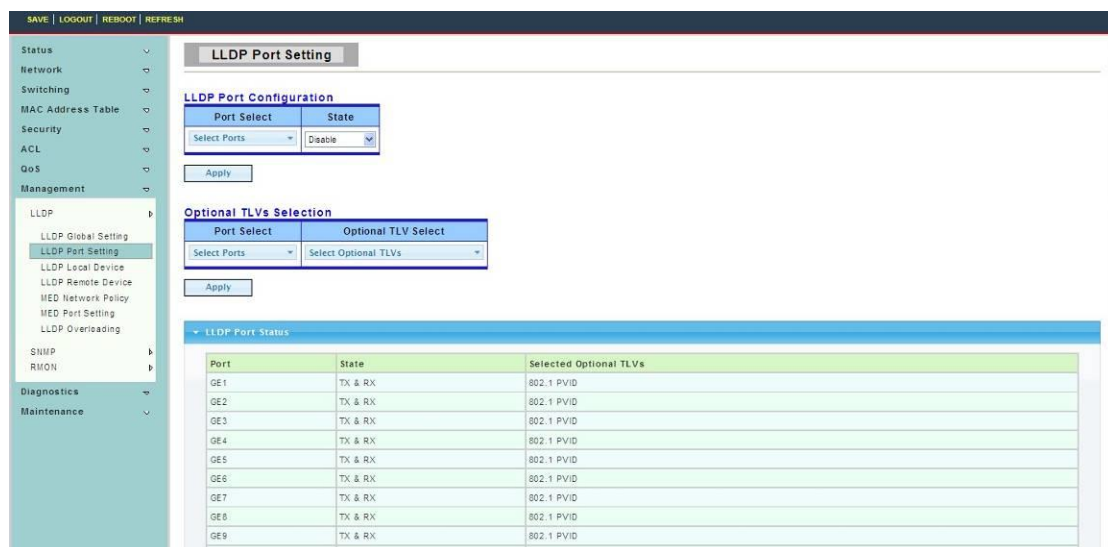 SAVE | LOGOUT | REBOOT | REFRESH
Status
Network
Switching
MAC Address Table
Security
ACL
QoS
Management
LLDP
LLDP Global Setting
LLDP Port Setting
LLDP Local Device
LLDP Remote Device
MED Network Policy
MED Port Setting
LLDP Overloading
SNMP
RMON
Diagnostics
Maintenance
LLDP Port Setting
LLDP Port Configuration
Port Select State
Select Ports Disable
Apply
Optional TLVs Selection
Port Select Optional TLV Select
Select Ports Select Optional TLVs
Apply
LLDP Port Status
Port State Selected Optional TLVs
GE1 TX & RX 802.1 PVID
GE2 TX & RX 802.1 PVID
GE3 TX & RX 802.1 PVID
GE4 TX & RX 802.1 PVID
GE5 TX & RX 802.1 PVID
GE6 TX & RX 802.1 PVID
GE7 TX & RX 802.1 PVID
GE8 TX & RX 802.1 PVID
GE9 TX & RX 802.1 PVID